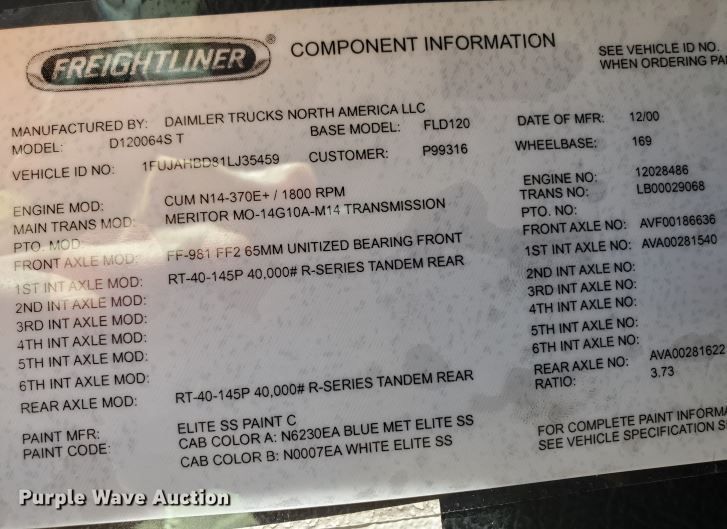 FREIGHTLINER ®
COMPONENT INFORMATION
SEE VEHICLE ID NO.
WHEN ORDERING
MANUFACTURED BY: DAIMLER TRUCKS NORTH AMERICA LLC
MODEL: D120064S T BASE MODEL: FLD120 DATE OF MFR: 12/00
VEHICLE ID NO: 1FUJAHBD81LJ35459 CUSTOMER: P99316 WHEELBASE: 169
ENGINE MOD: CUM N14-370E+ / 1800 RPM ENGINE NO: 12028486
MAIN TRANS MOD: MERITOR MO-14G10A-M14 TRANSMISSION TRANS NO: LB00029068
PTO. MOD: PTO. NO:
FRONT AXLE MOD: FF-981 FF2 65MM UNITIZED BEARING FRONT FRONT AXLE NO: AVF00186636
1ST INT AXLE MOD: RT-40-145P 40,000# R-SERIES TANDEM REAR 1ST INT AXLE NO: AVA00281540
2ND INT AXLE MOD: 2ND INT AXLE NO:
3RD INT AXLE MOD: 3RD INT AXLE NO:
4TH INT AXLE MOD: 4TH INT AXLE NO:
5TH INT AXLE MOD: 5TH INT AXLE NO:
6TH INT AXLE MOD: 6TH INT AXLE NO:
REAR AXLE MOD: RT-40-145P 40,000# R-SERIES TANDEM REAR REAR AXLE NO: AVA00281622
RATIO: 3.73
PAINT MFR: ELITE SS PAINT C
PAINT CODE: CAB COLOR A: N6230EA BLUE MET ELITE SS
CAB COLOR B: N0007EA WHITE ELITE SS
FOR COMPLETE PAINT INFORMA
SEE VEHICLE SPECIFICATION
Purple Wave Auction